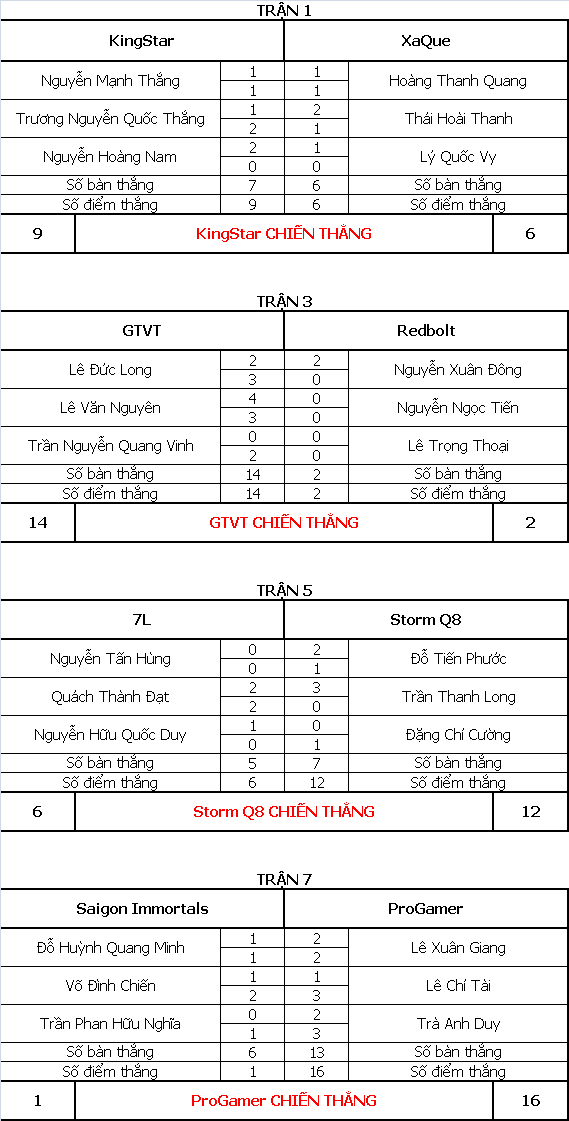 TRẬN 1
KingStar XaQue
Nguyễn Mạnh Thắng 1 1 Hoàng Thanh Quang
1 1
Trương Nguyễn Quốc Thắng 1 2 Thái Hoài Thanh
2 1
Nguyễn Hoàng Nam 2 1 Lý Quốc Vy
0 0
Số bàn thắng 7 6 Số bàn thắng
Số điểm thắng 9 6 Số điểm thắng
9 KingStar CHIẾN THẮNG 6
TRẬN 3
GTVT Redbolt
Lê Đức Long 2 2 Nguyễn Xuân Đông
3 0
Lê Văn Nguyên 4 0 Nguyễn Ngọc Tiến
3 0
Trần Nguyễn Quang Vinh 0 0 Lê Trọng Thoại
2 0
Số bàn thắng 14 2 Số bàn thắng
Số điểm thắng 14 2 Số điểm thắng
14 GTVT CHIẾN THẮNG 2
TRẬN 5
7L Storm Q8
Nguyễn Tấn Hùng 0 2 Đỗ Tiến Phước
0 1
Quách Thành Đạt 2 3 Trần Thanh Long
2 0
Nguyễn Hữu Quốc Duy 1 0 Đặng Chí Cường
0 1
Số bàn thắng 5 7 Số bàn thắng
Số điểm thắng 6 12 Số điểm thắng
6 Storm Q8 CHIẾN THẮNG 12
TRẬN 7
Saigon Immortals ProGamer
Đỗ Huỳnh Quang Minh 1 2 Lê Xuân Giang
1 2
Võ Đình Chiến 1 1 Lê Chí Tài
2 3
Trần Phan Hữu Nghĩa 0 2 Trà Anh Duy
1 3
Số bàn thắng 6 13 Số bàn thắng
Số điểm thắng 1 16 Số điểm thắng
1 ProGamer CHIẾN THẮNG 16